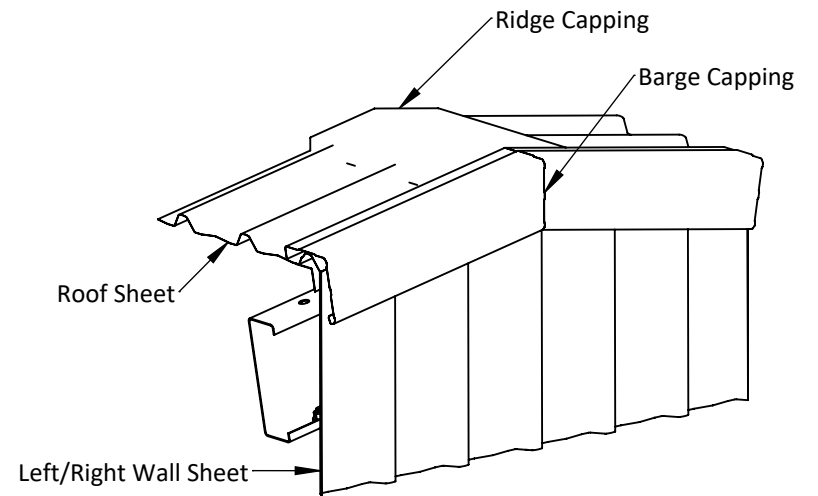 Ridge Capping
Barge Capping
Roof Sheet
Left/Right Wall Sheet